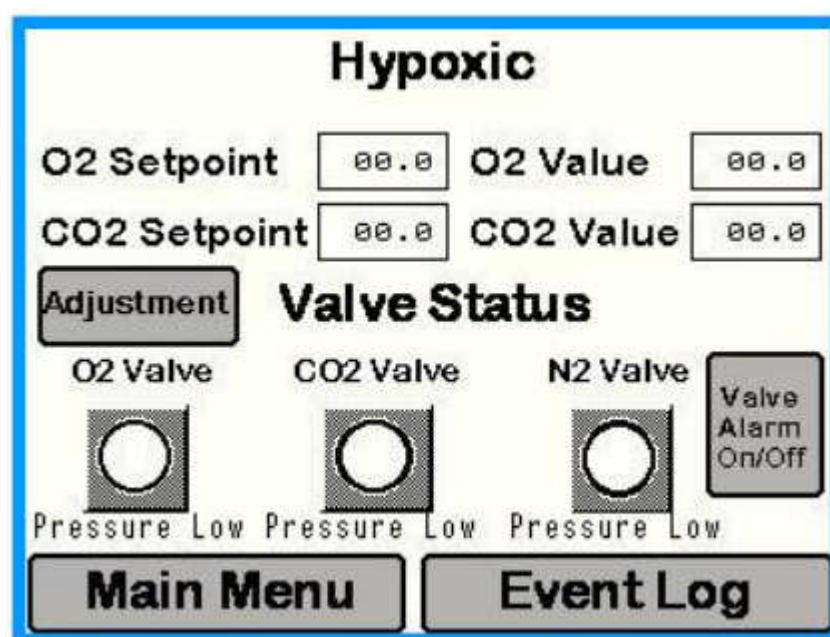 Hypoxic
O2 Setpoint 00.0 O2 Value 00.0
CO2 Setpoint 00.0 CO2 Value 00.0
Adjustment Valve Status
O2 Valve CO2 Valve N2 Valve
Valve
Alarm
On/Off
Pressure Low Pressure Low Pressure Low
Main Menu Event Log